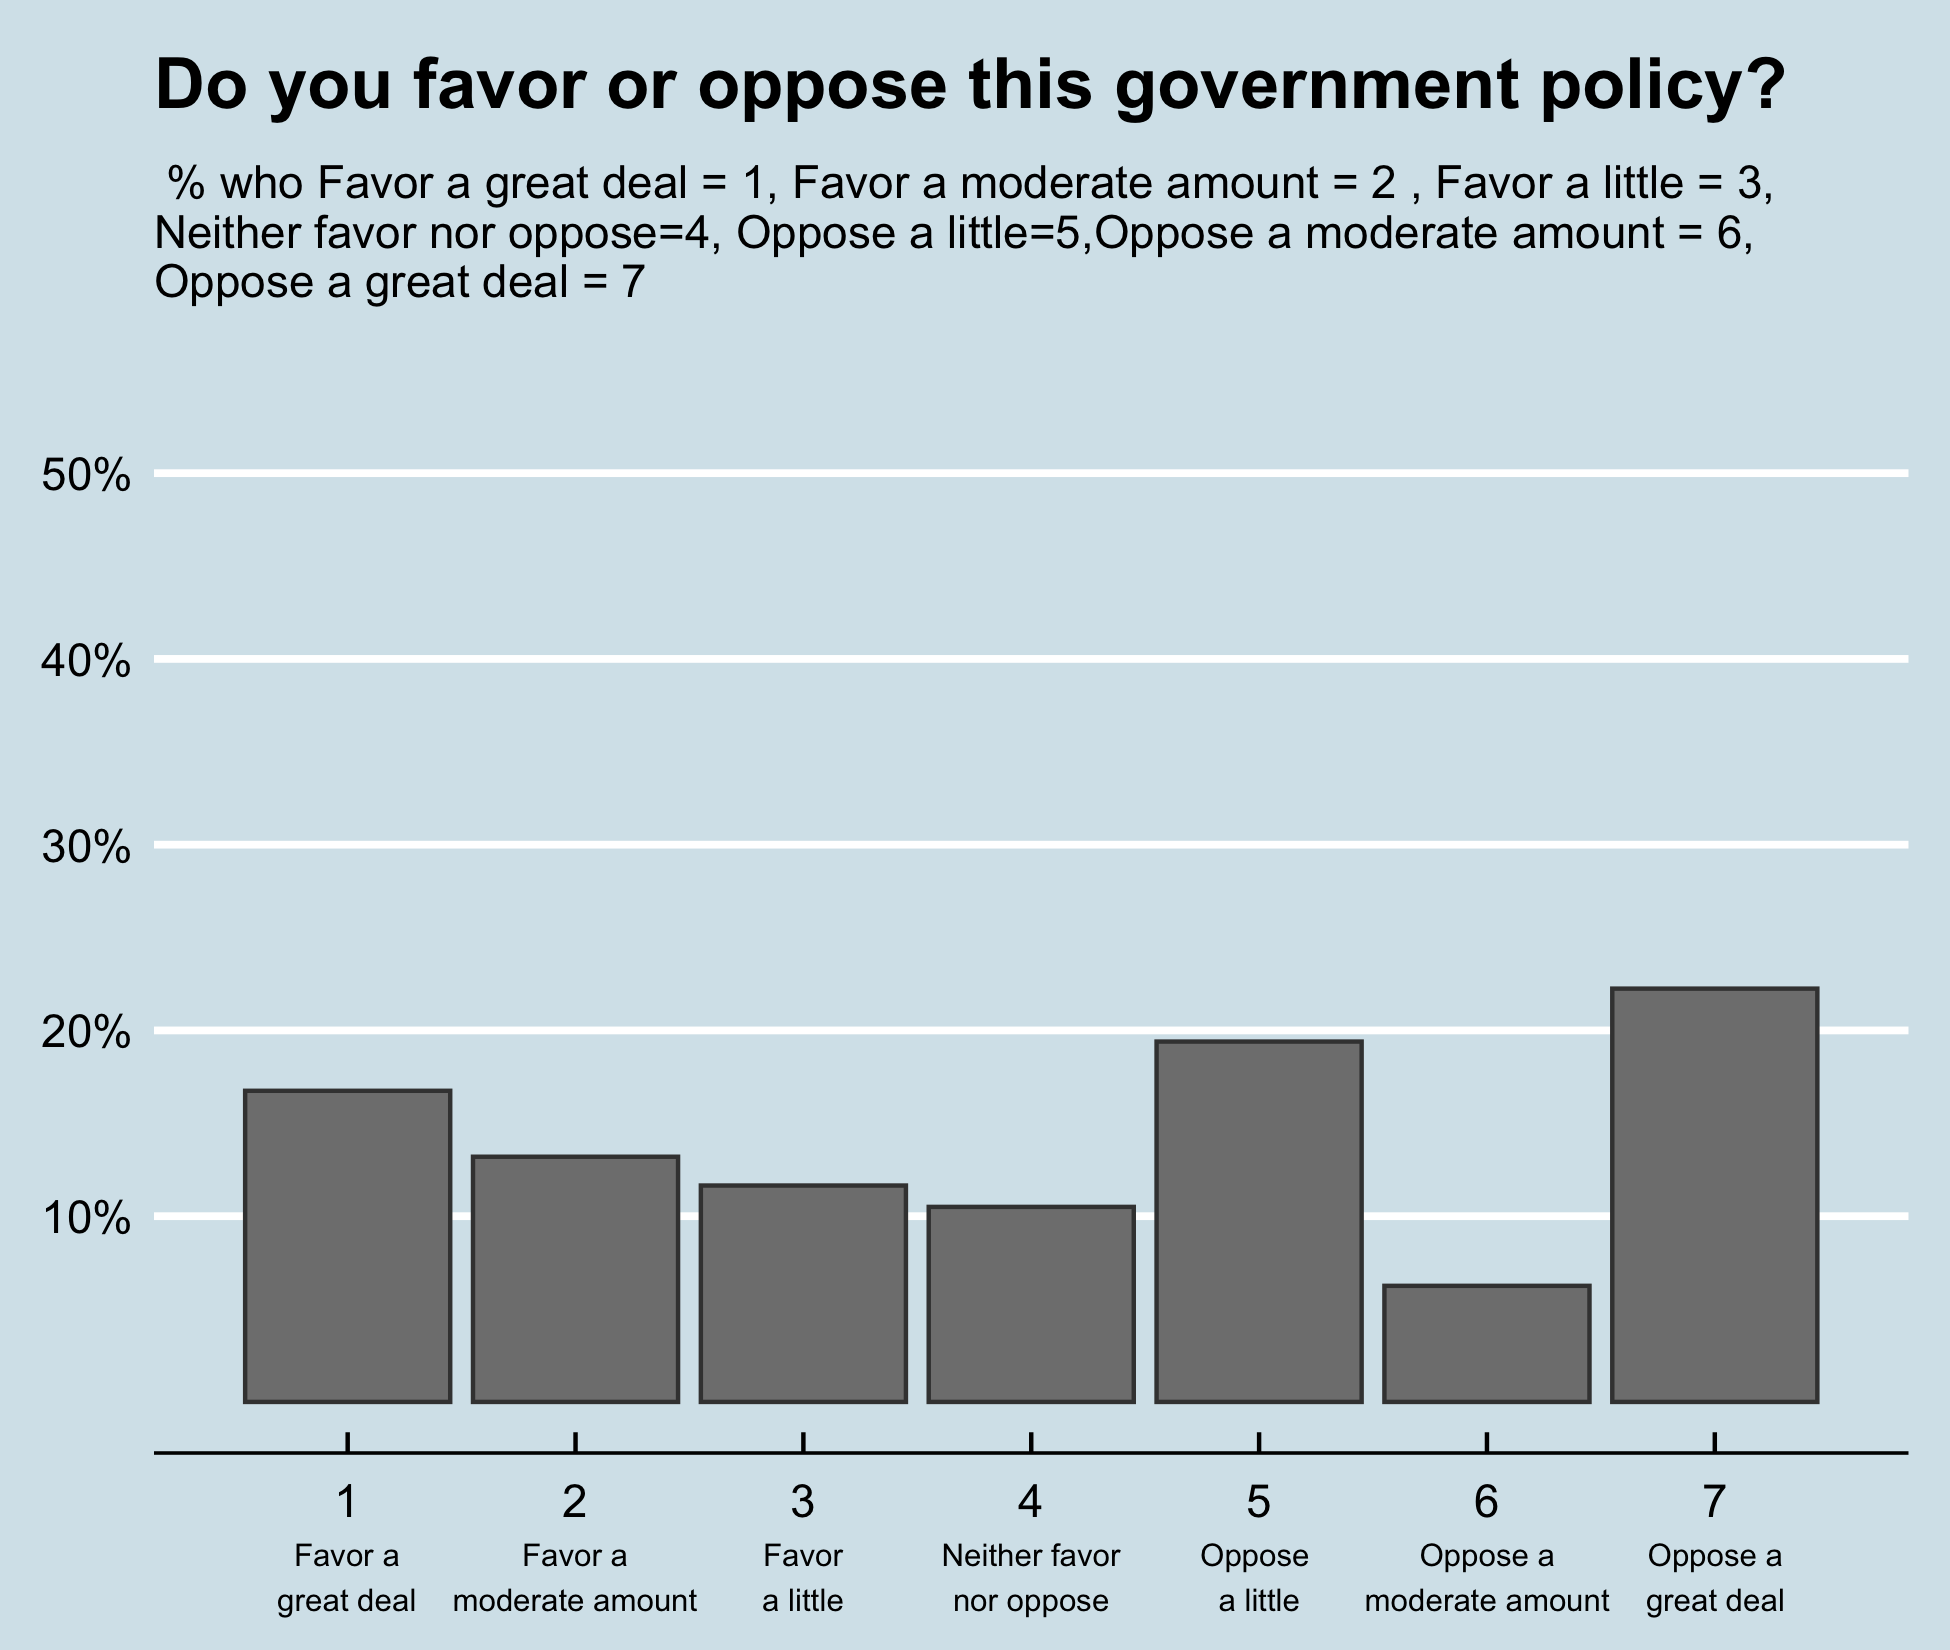 Do you favor or oppose this government policy?
% who Favor a great deal = 1, Favor a moderate amount = 2 , Favor a little = 3,
Neither favor nor oppose=4, Oppose a little=5,Oppose a moderate amount = 6,
Oppose a great deal = 7
50%
40%
30%
20%
10%
1 2 3 4 5 6 7
Favor a Favor a Favor Neither favor Oppose Oppose a Oppose a
great deal moderate amount a little nor oppose a little moderate amount great deal